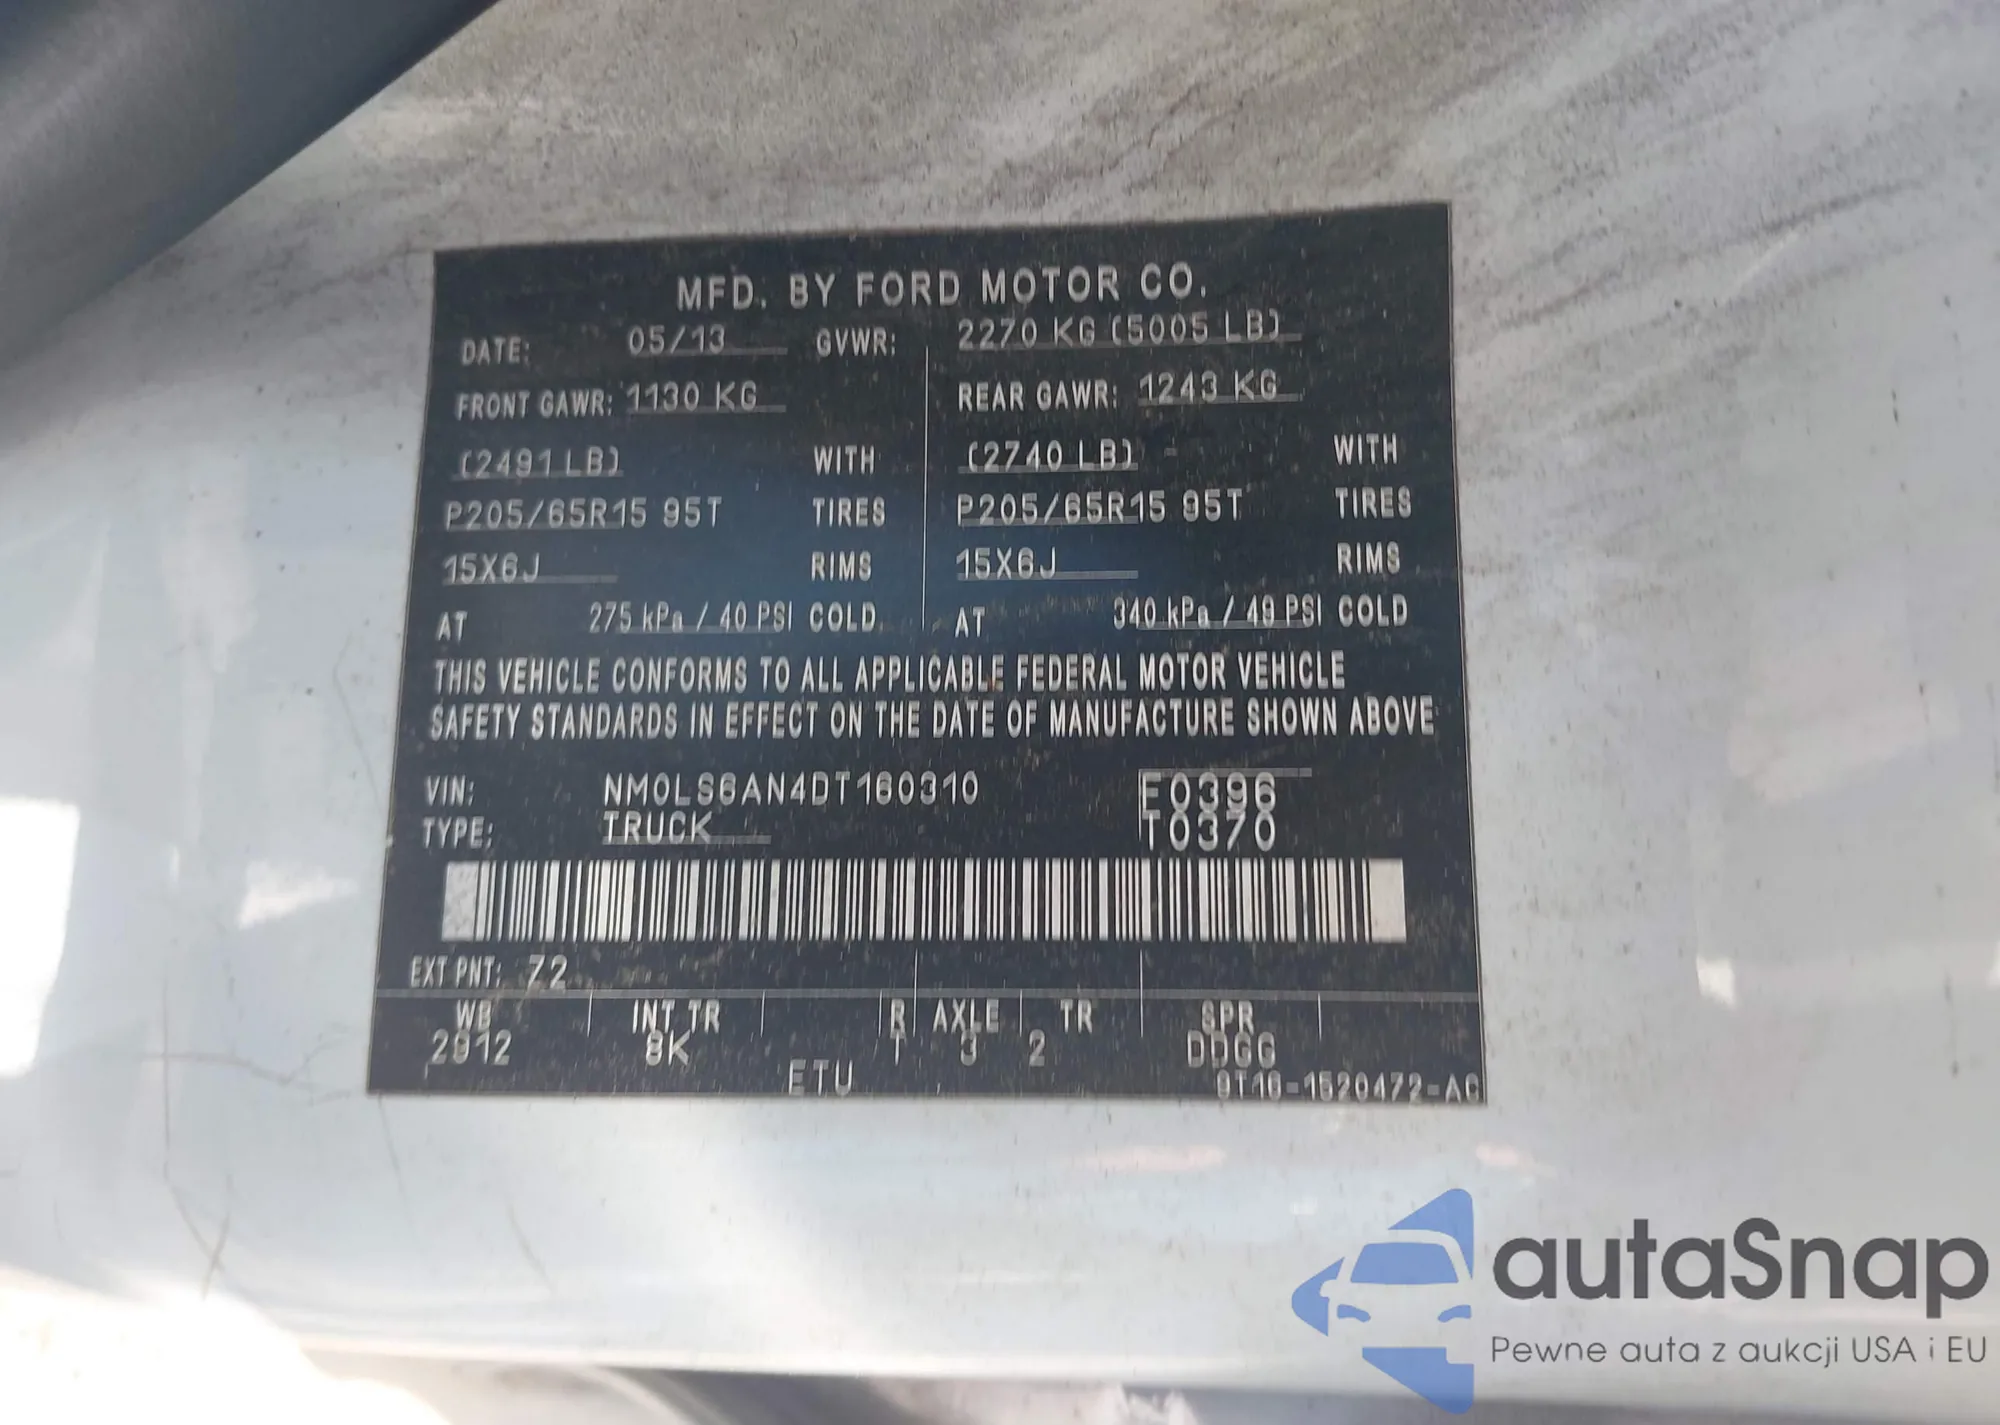 MFD. BY FORD MOTOR CO.
DATE: 05/13 GVWR: 2270 KG (5005 LB)
FRONT GAWR: 1130 KG REAR GAWR: 1243 KG
(2491 LB) WITH (2740 LB) WITH
P205/65R15 95T TIRES P205/65R15 95T TIRES
15X6J RIMS 15X6J RIMS
AT 275 kPa / 40 PSI COLD AT 340 kPa / 49 PSI COLD
THIS VEHICLE CONFORMS TO ALL APPLICABLE FEDERAL MOTOR VEHICLE
SAFETY STANDARDS IN EFFECT ON THE DATE OF MANUFACTURE SHOWN ABOVE
VIN: NM0LS6AN4DT160310 F0396
TYPE: TRUCK T0370
EXT PNT: Z2
WB INT TR R AXLE TR SPR
2912 8K T 3 2 DDGG
ETU
9T16-1520472-AC
autaSnap
Pewne auta z aukcji USA i EU